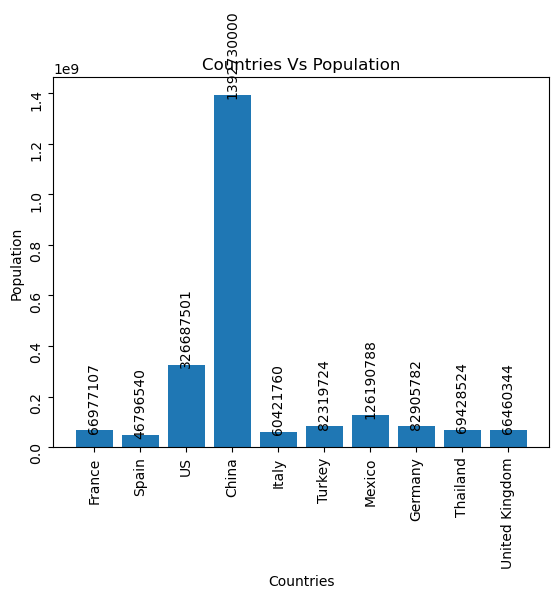 Countries Vs Population
1e9
1392730000
1.4
1.2
1.0
0.8
0.6
0.4
0.2
0.0
Population
66977107
46796540
326687501
60421760
82319724
126190788
82905782
69428524
66460344
France
Spain
US
China
Italy
Turkey
Mexico
Germany
Thailand
United Kingdom
Countries